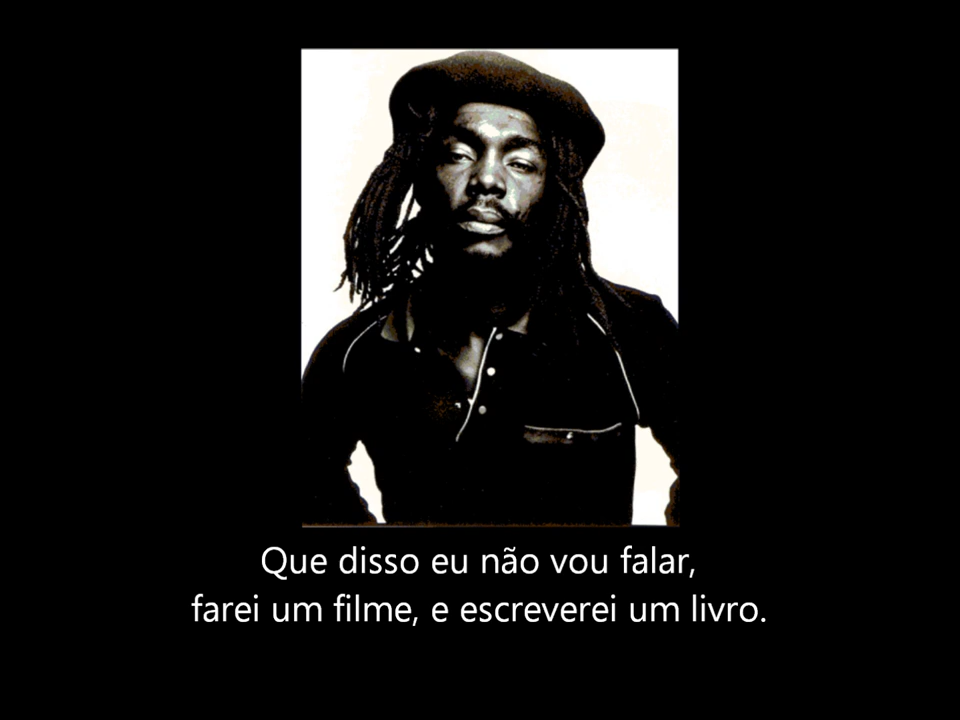 Que disso eu não vou falar,
farei um filme, e escreverei um livro.